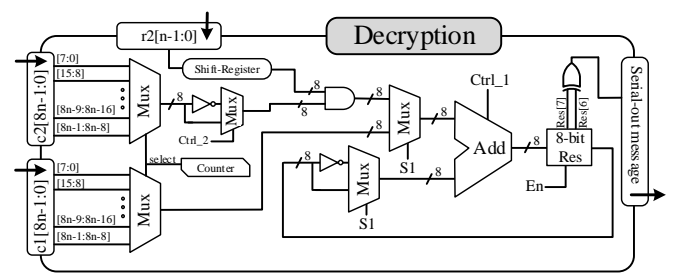 r2[n-1:0]
Decryption
Shift-Register
c2[8n-1:0]
[7:0]
[15:8]
[8n-9:8n-16]
[8n-1:8n-8]
Mux
8
Mux
Ctrl_2
8
8
8
8
Mux
S1
8
Ctrl_1
Add
8
Res[7]
Res[6]
8-bit
Res
En
Serial-out message
select
Counter
c1[8n-1:0]
[7:0]
[15:8]
[8n-9:8n-16]
[8n-1:8n-8]
Mux
8
Mux
S1
8